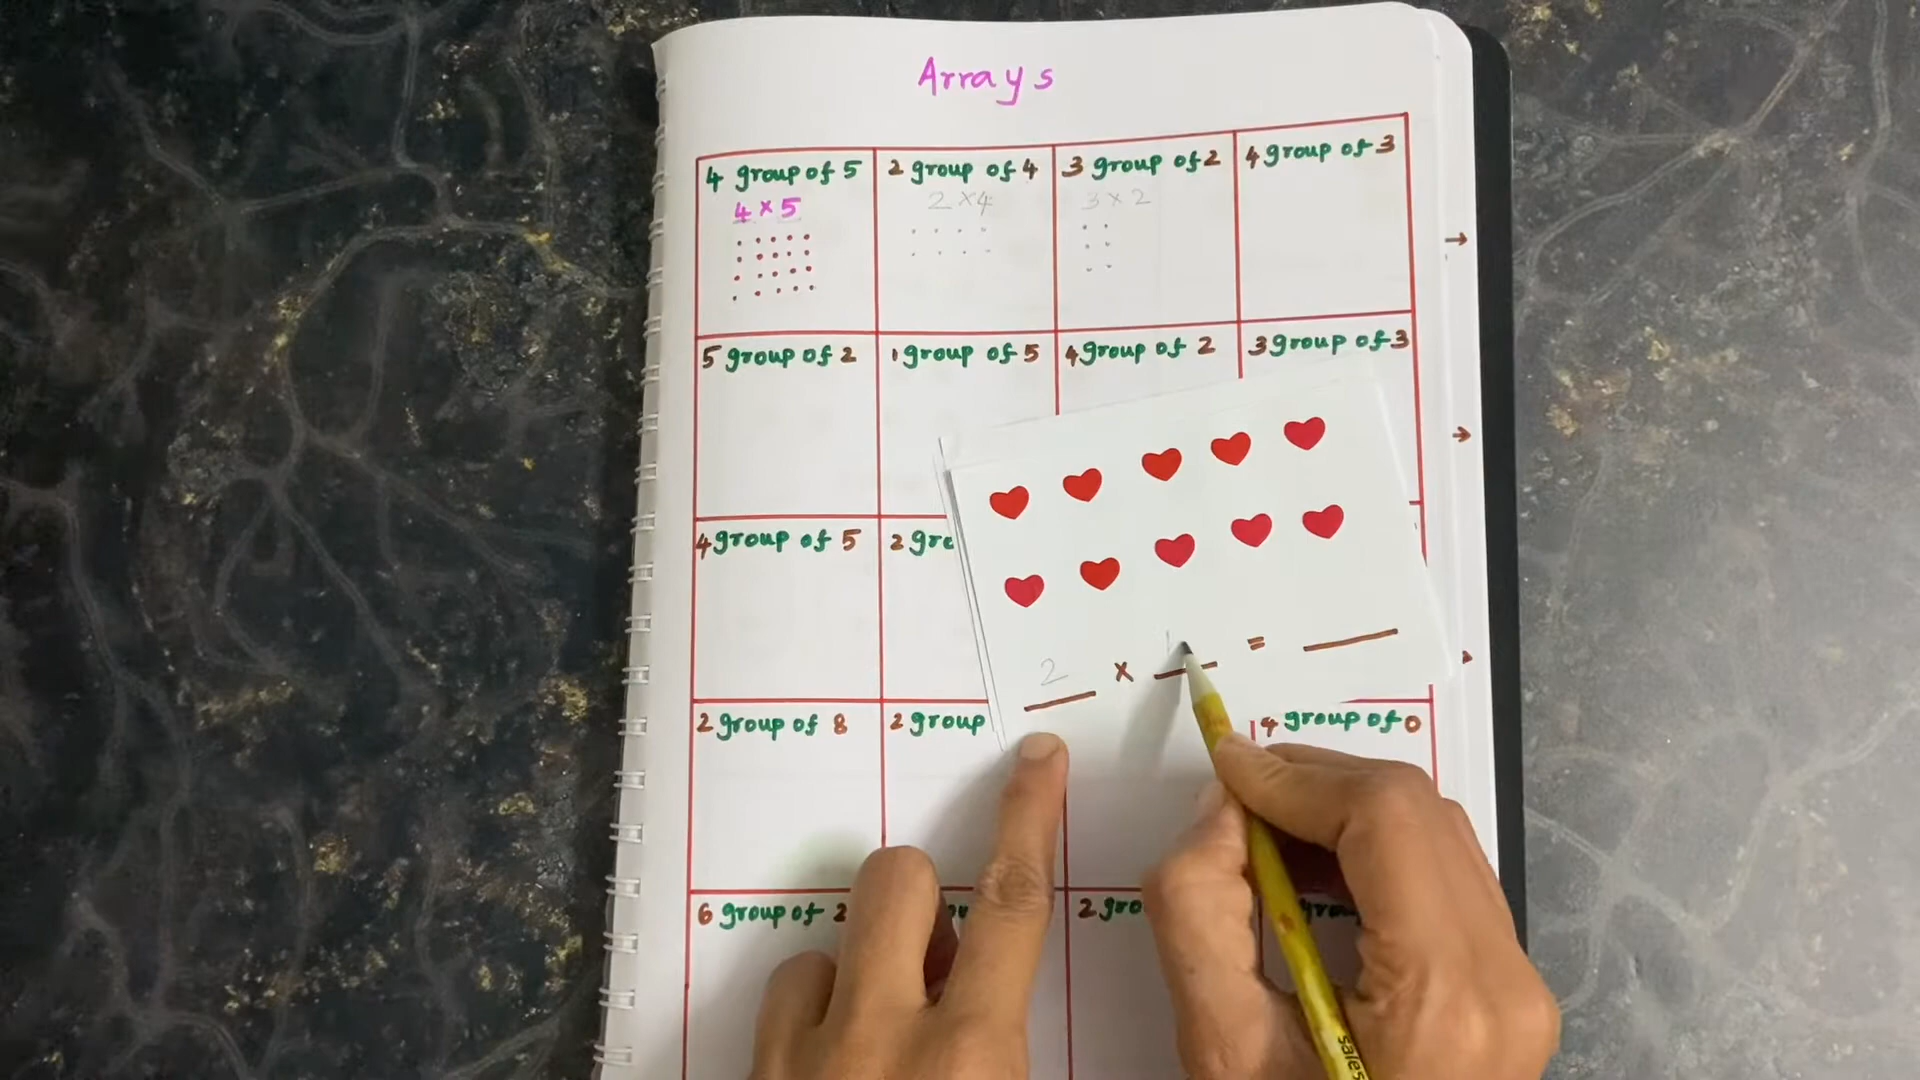 Arrays
4 group of 5
4 × 5
2 group of 4
2 × 4
3 group of 2
3 × 2
4 group of 3
5 group of 2
1 group of 5
4 group of 2
3 group of 3
4 group of 5
2
2 × =
2 group of 8
2 group
4 group of 0
6 group of 2
2
sales